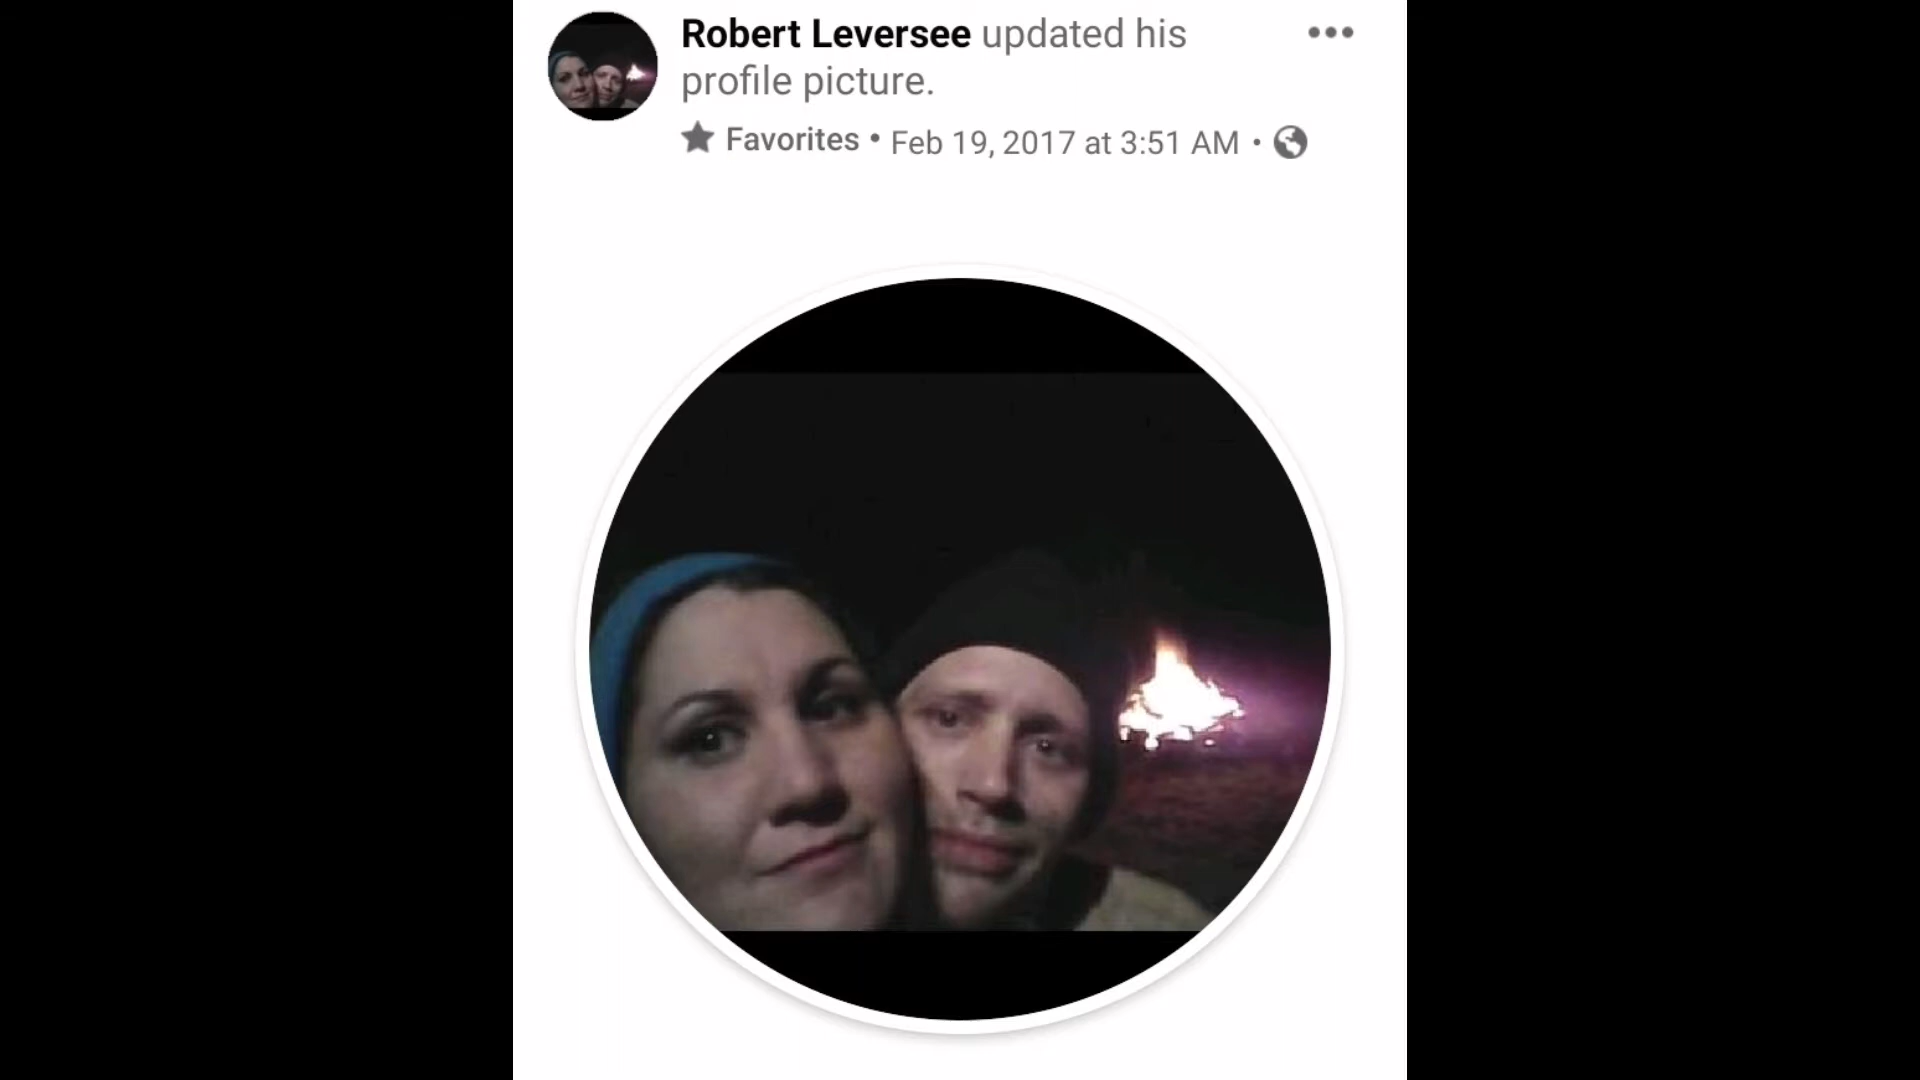 Robert Leversee updated his
profile picture.
Favorites • Feb 19, 2017 at 3:51 AM •